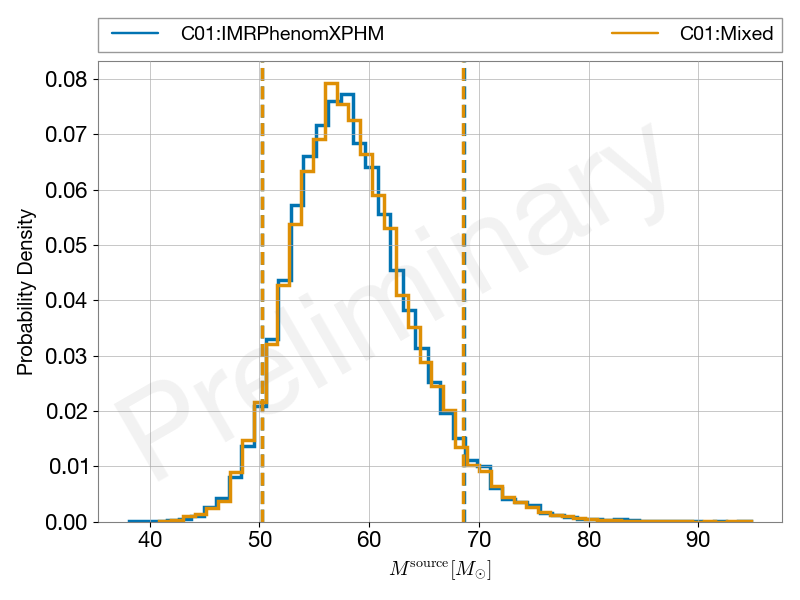 C01:IMRPhenomXPHM C01:Mixed
0.08
0.07
0.06
0.05
0.04
0.03
0.02
0.01
0.00
Probability Density
Preliminary
40 50 60 70 80 90
M^source[M_⊙]